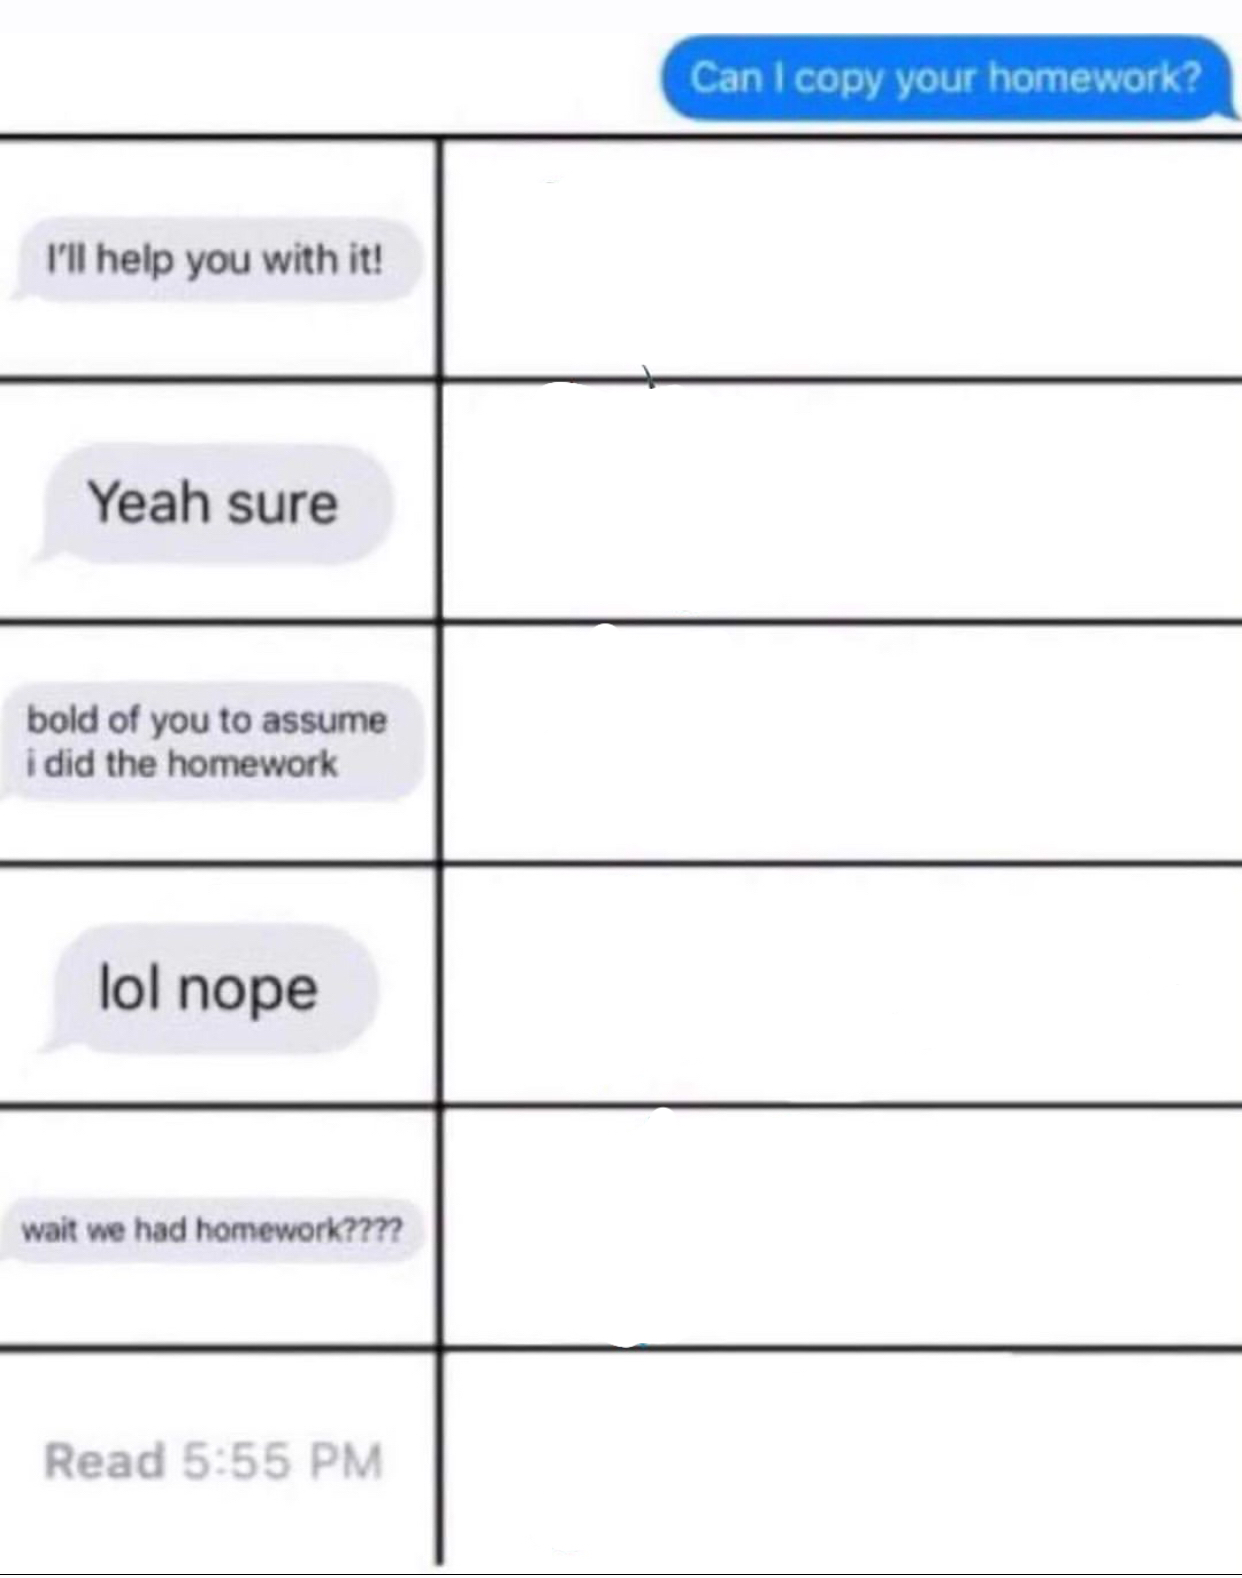 Can I copy your homework?
I'll help you with it!
Yeah sure
bold of you to assume
i did the homework
lol nope
wait we had homework????
Read 5:55 PM